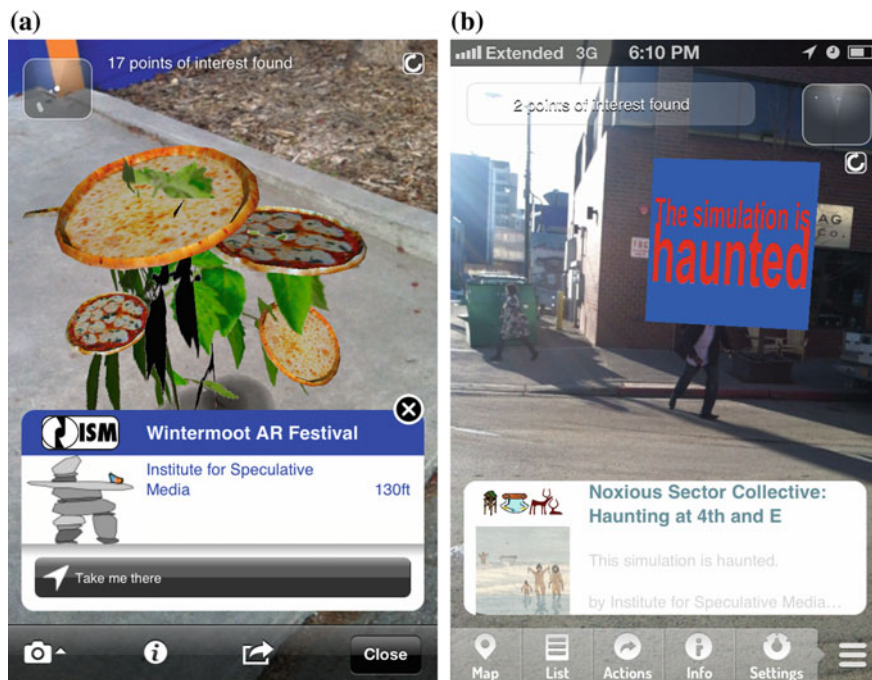 (a)
17 points of interest found
ISM
Wintermoot AR Festival
Institute for Speculative
Media
130ft
Take me there
Close
(b)
Extended 3G 6:10 PM
2 points of interest found
The simulation is
haunted
AG
Co.
Noxious Sector Collective:
Haunting at 4th and E
This simulation is haunted.
by Institute for Speculative Media...
Map List Actions Info Settings